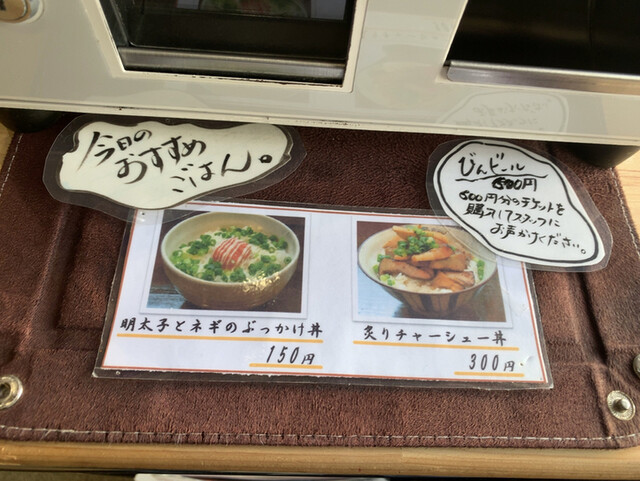 今日の
おすすめ
ごはん。
びんビール
500円
500円分のチケットを
購入してスタッフに
お声かけください。
明太子とネギのぶっかけ丼
150円
炙りチャーシュー丼
300円